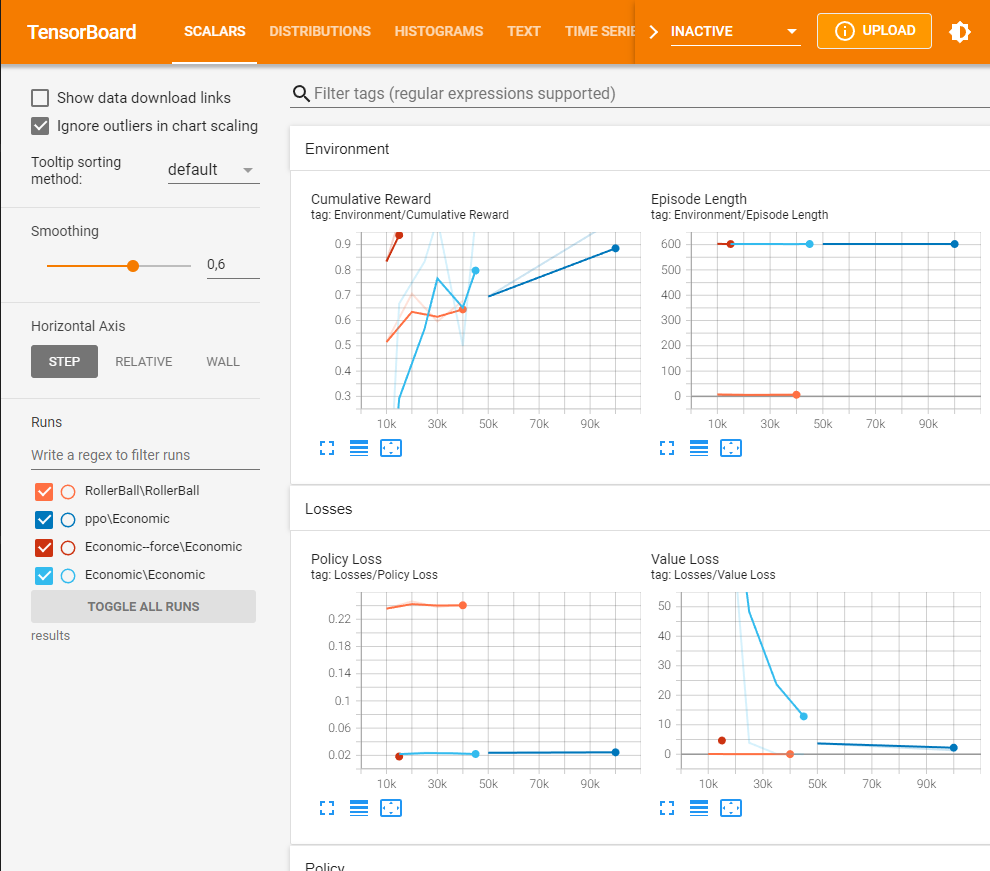 TensorBoard
SCALARS DISTRIBUTIONS HISTOGRAMS TEXT TIME SERIE
INACTIVE
UPLOAD
Show data download links
Ignore outliers in chart scaling
Tooltip sorting
method:
default
Smoothing
0,6
Horizontal Axis
STEP RELATIVE WALL
Runs
Write a regex to filter runs
RollerBall\RollerBall
ppo\Economic
Economic--force\Economic
Economic\Economic
TOGGLE ALL RUNS
results
Filter tags (regular expressions supported)
Environment
Cumulative Reward
tag: Environment/Cumulative Reward
0.9
0.8
0.7
0.6
0.5
0.4
0.3
10k 30k 50k 70k 90k
Episode Length
tag: Environment/Episode Length
600
500
400
300
200
100
0
10k 30k 50k 70k 90k
Losses
Policy Loss
tag: Losses/Policy Loss
0.22
0.18
0.14
0.1
0.06
0.02
10k 30k 50k 70k 90k
Value Loss
tag: Losses/Value Loss
50
40
30
20
10
0
10k 30k 50k 70k 90k
Policy